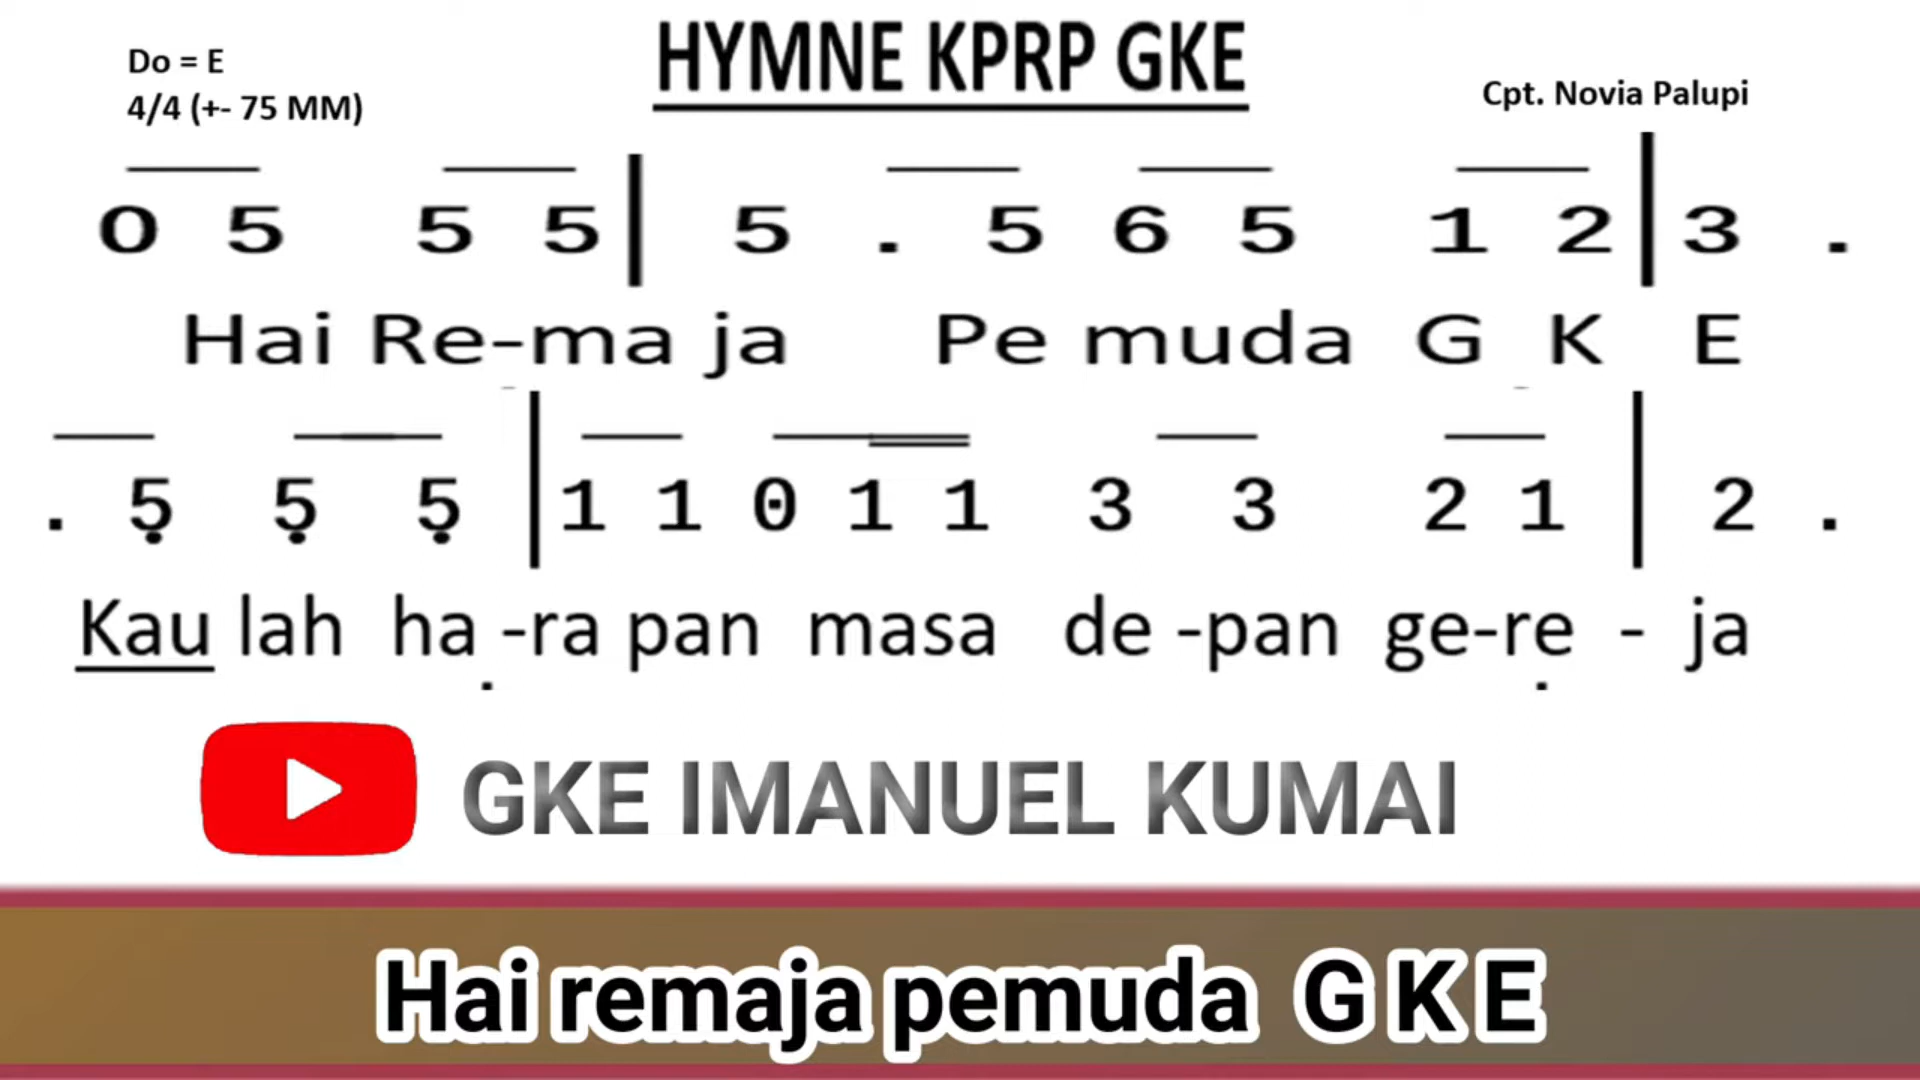 HYMNE KPRP GKE
Do = E
4/4 (+- 75 MM)
Cpt. Novia Palupi
0 5 5 5 | 5 . 5 6 5 1 2 | 3 .
Hai Re-ma ja Pe muda G K E
. 5̣ 5̣ 5̣ | 1 1 0 1 1 3 3 2 1 | 2 .
Kau lah ha -ra pan masa de -pan ge-re - ja
GKE IMANUEL KUMAI
Hai remaja pemuda G K E